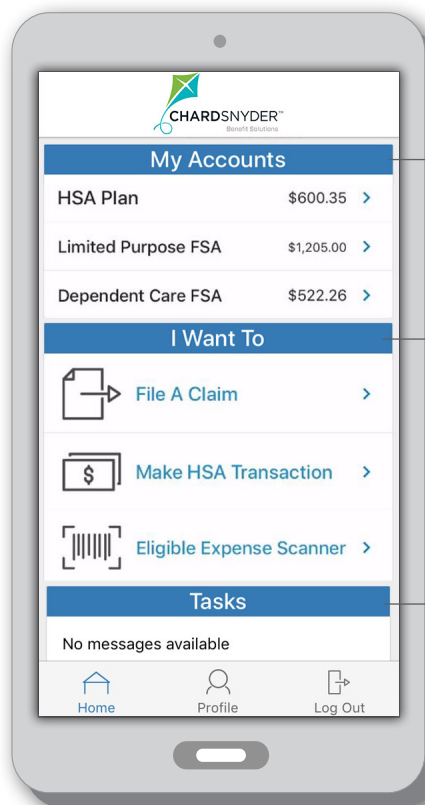 CHARDSNYDER™
Benefit Solutions
My Accounts
HSA Plan $600.35
Limited Purpose FSA $1,205.00
Dependent Care FSA $522.26
I Want To
File A Claim
$ Make HSA Transaction
Eligible Expense Scanner
Tasks
No messages available
Home Profile Log Out